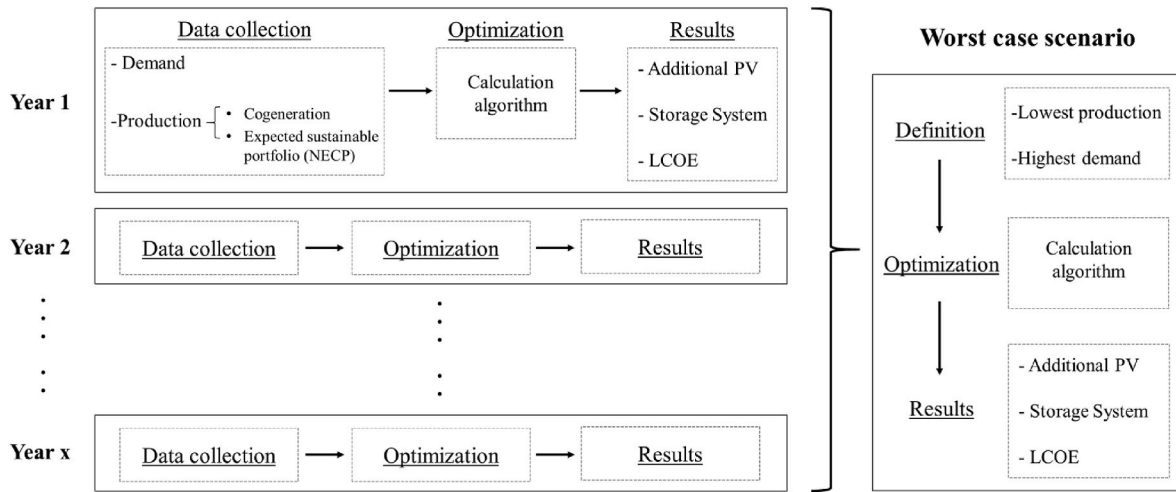 Data collection
Optimization
Results
Year 1
- Demand
-Production
• Cogeneration
• Expected sustainable
portfolio (NECP)
Calculation
algorithm
- Additional PV
- Storage System
- LCOE
Year 2
Data collection
Optimization
Results
Year x
Data collection
Optimization
Results
Worst case scenario
Definition
-Lowest production
-Highest demand
Optimization
Calculation
algorithm
Results
- Additional PV
- Storage System
- LCOE